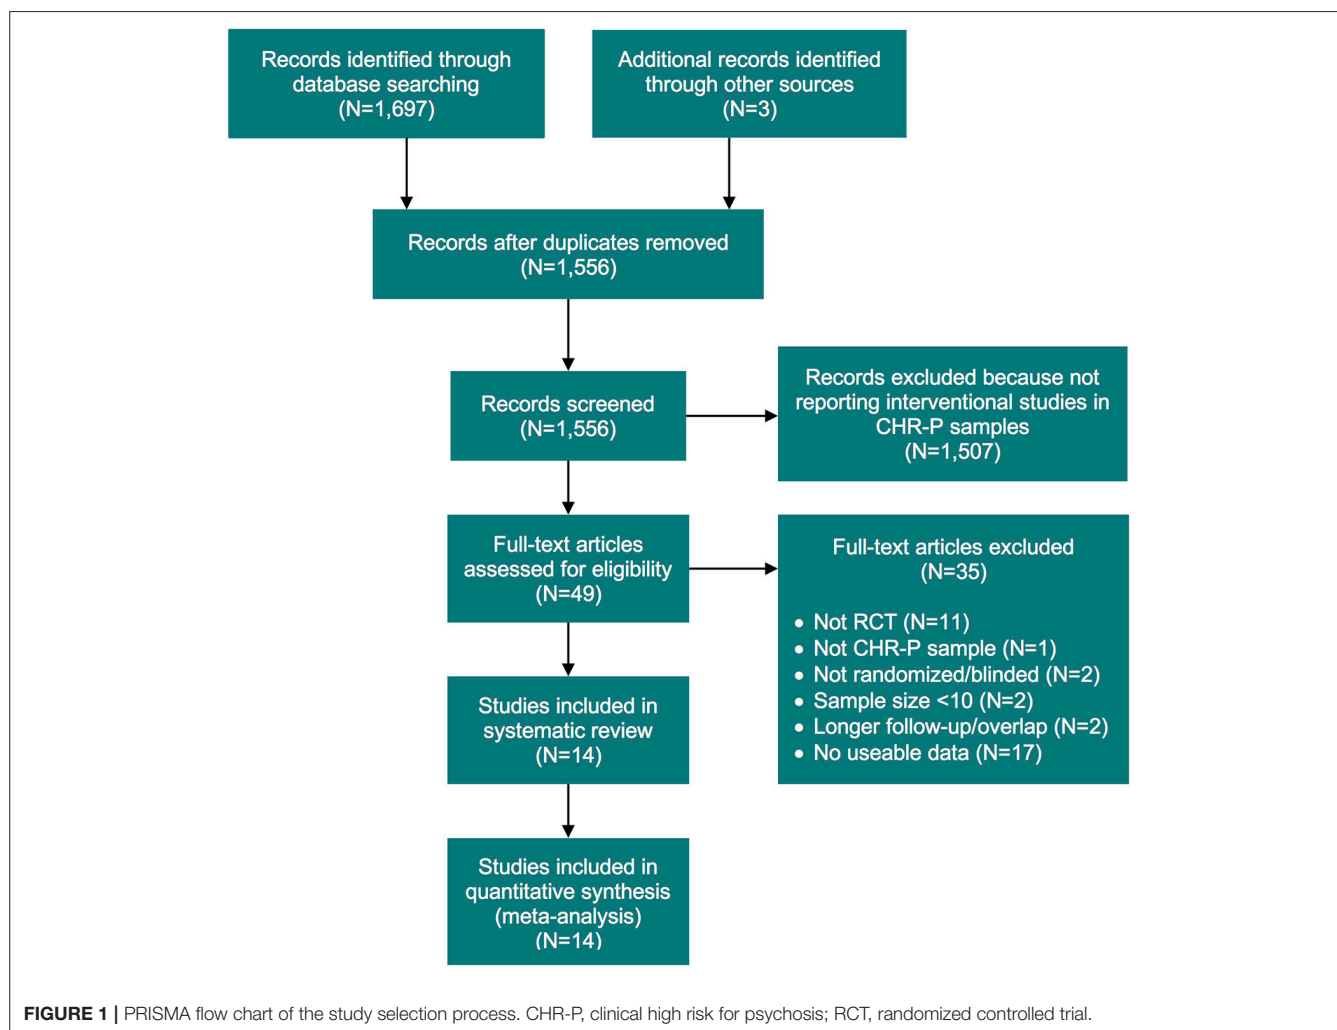 Records identified through
database searching
(N=1,697)
Additional records identified
through other sources
(N=3)
Records after duplicates removed
(N=1,556)
Records screened
(N=1,556)
Records excluded because not
reporting interventional studies in
CHR-P samples
(N=1,507)
Full-text articles
assessed for eligibility
(N=49)
Full-text articles excluded
(N=35)
• Not RCT (N=11)
• Not CHR-P sample (N=1)
• Not randomized/blinded (N=2)
• Sample size <10 (N=2)
• Longer follow-up/overlap (N=2)
• No useable data (N=17)
Studies included in
systematic review
(N=14)
Studies included in
quantitative synthesis
(meta-analysis)
(N=14)
FIGURE 1 | PRISMA flow chart of the study selection process. CHR-P, clinical high risk for psychosis; RCT, randomized controlled trial.